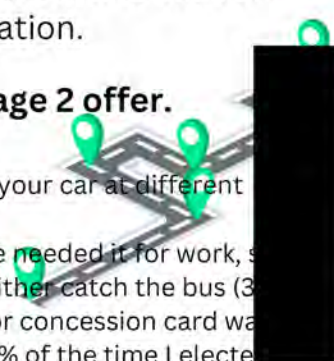 ation.
age 2 offer.
your car at different
e needed it for work, s
ither catch the bus (3
or concession card wa
% of the time I electe